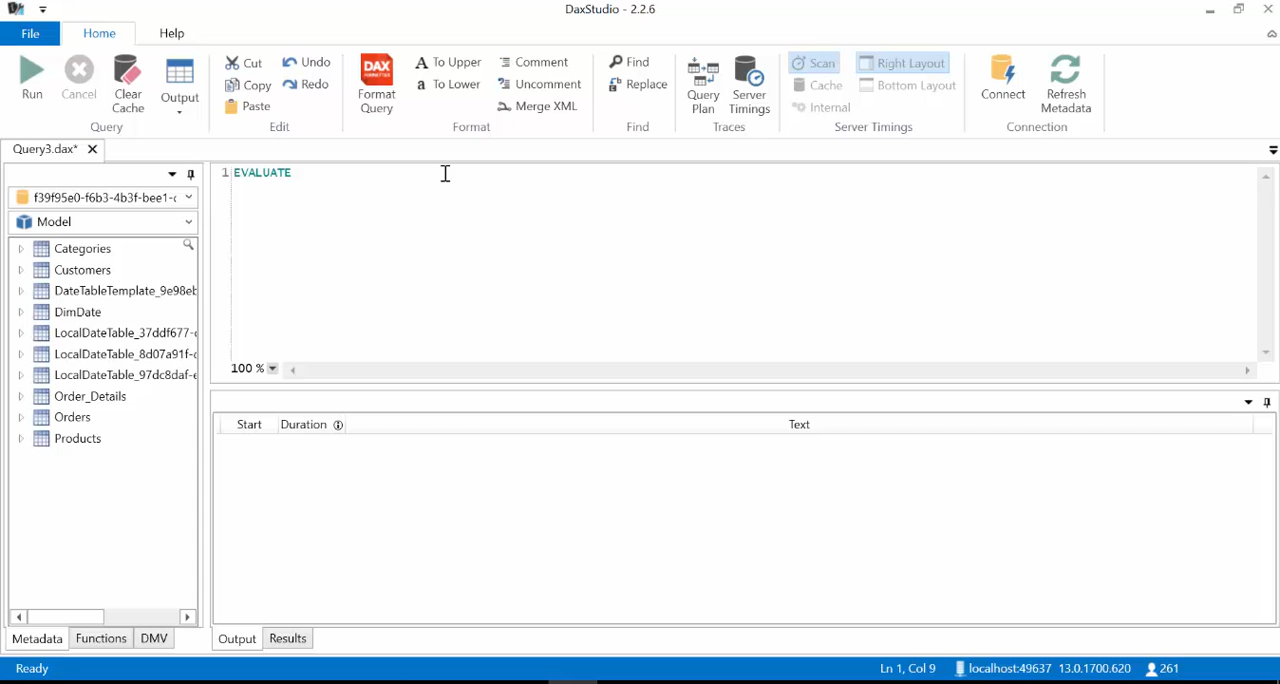 DaxStudio - 2.2.6
File
Home
Help
Run
Cancel
Clear Cache
Output
Query
Cut
Copy
Paste
Undo
Redo
Edit
DAX
FORMATTER
Format Query
A To Upper
a To Lower
Comment
Uncomment
Merge XML
Format
Find
Replace
Find
Query Plan
Server Timings
Traces
Scan
Cache
Internal
Right Layout
Bottom Layout
Server Timings
Connect
Refresh Metadata
Connection
Query3.dax*
f39f95e0-f6b3-4b3f-bee1-
Model
Categories
Customers
DateTableTemplate_9e98eb
DimDate
LocalDateTable_37ddf677-
LocalDateTable_8d07a91f-
LocalDateTable_97dc8daf-e
Order_Details
Orders
Products
Metadata
Functions
DMV
1 EVALUATE
100 %
Start
Duration
Text
Output
Results
Ready
Ln 1, Col 9
localhost:49637
13.0.1700.620
261